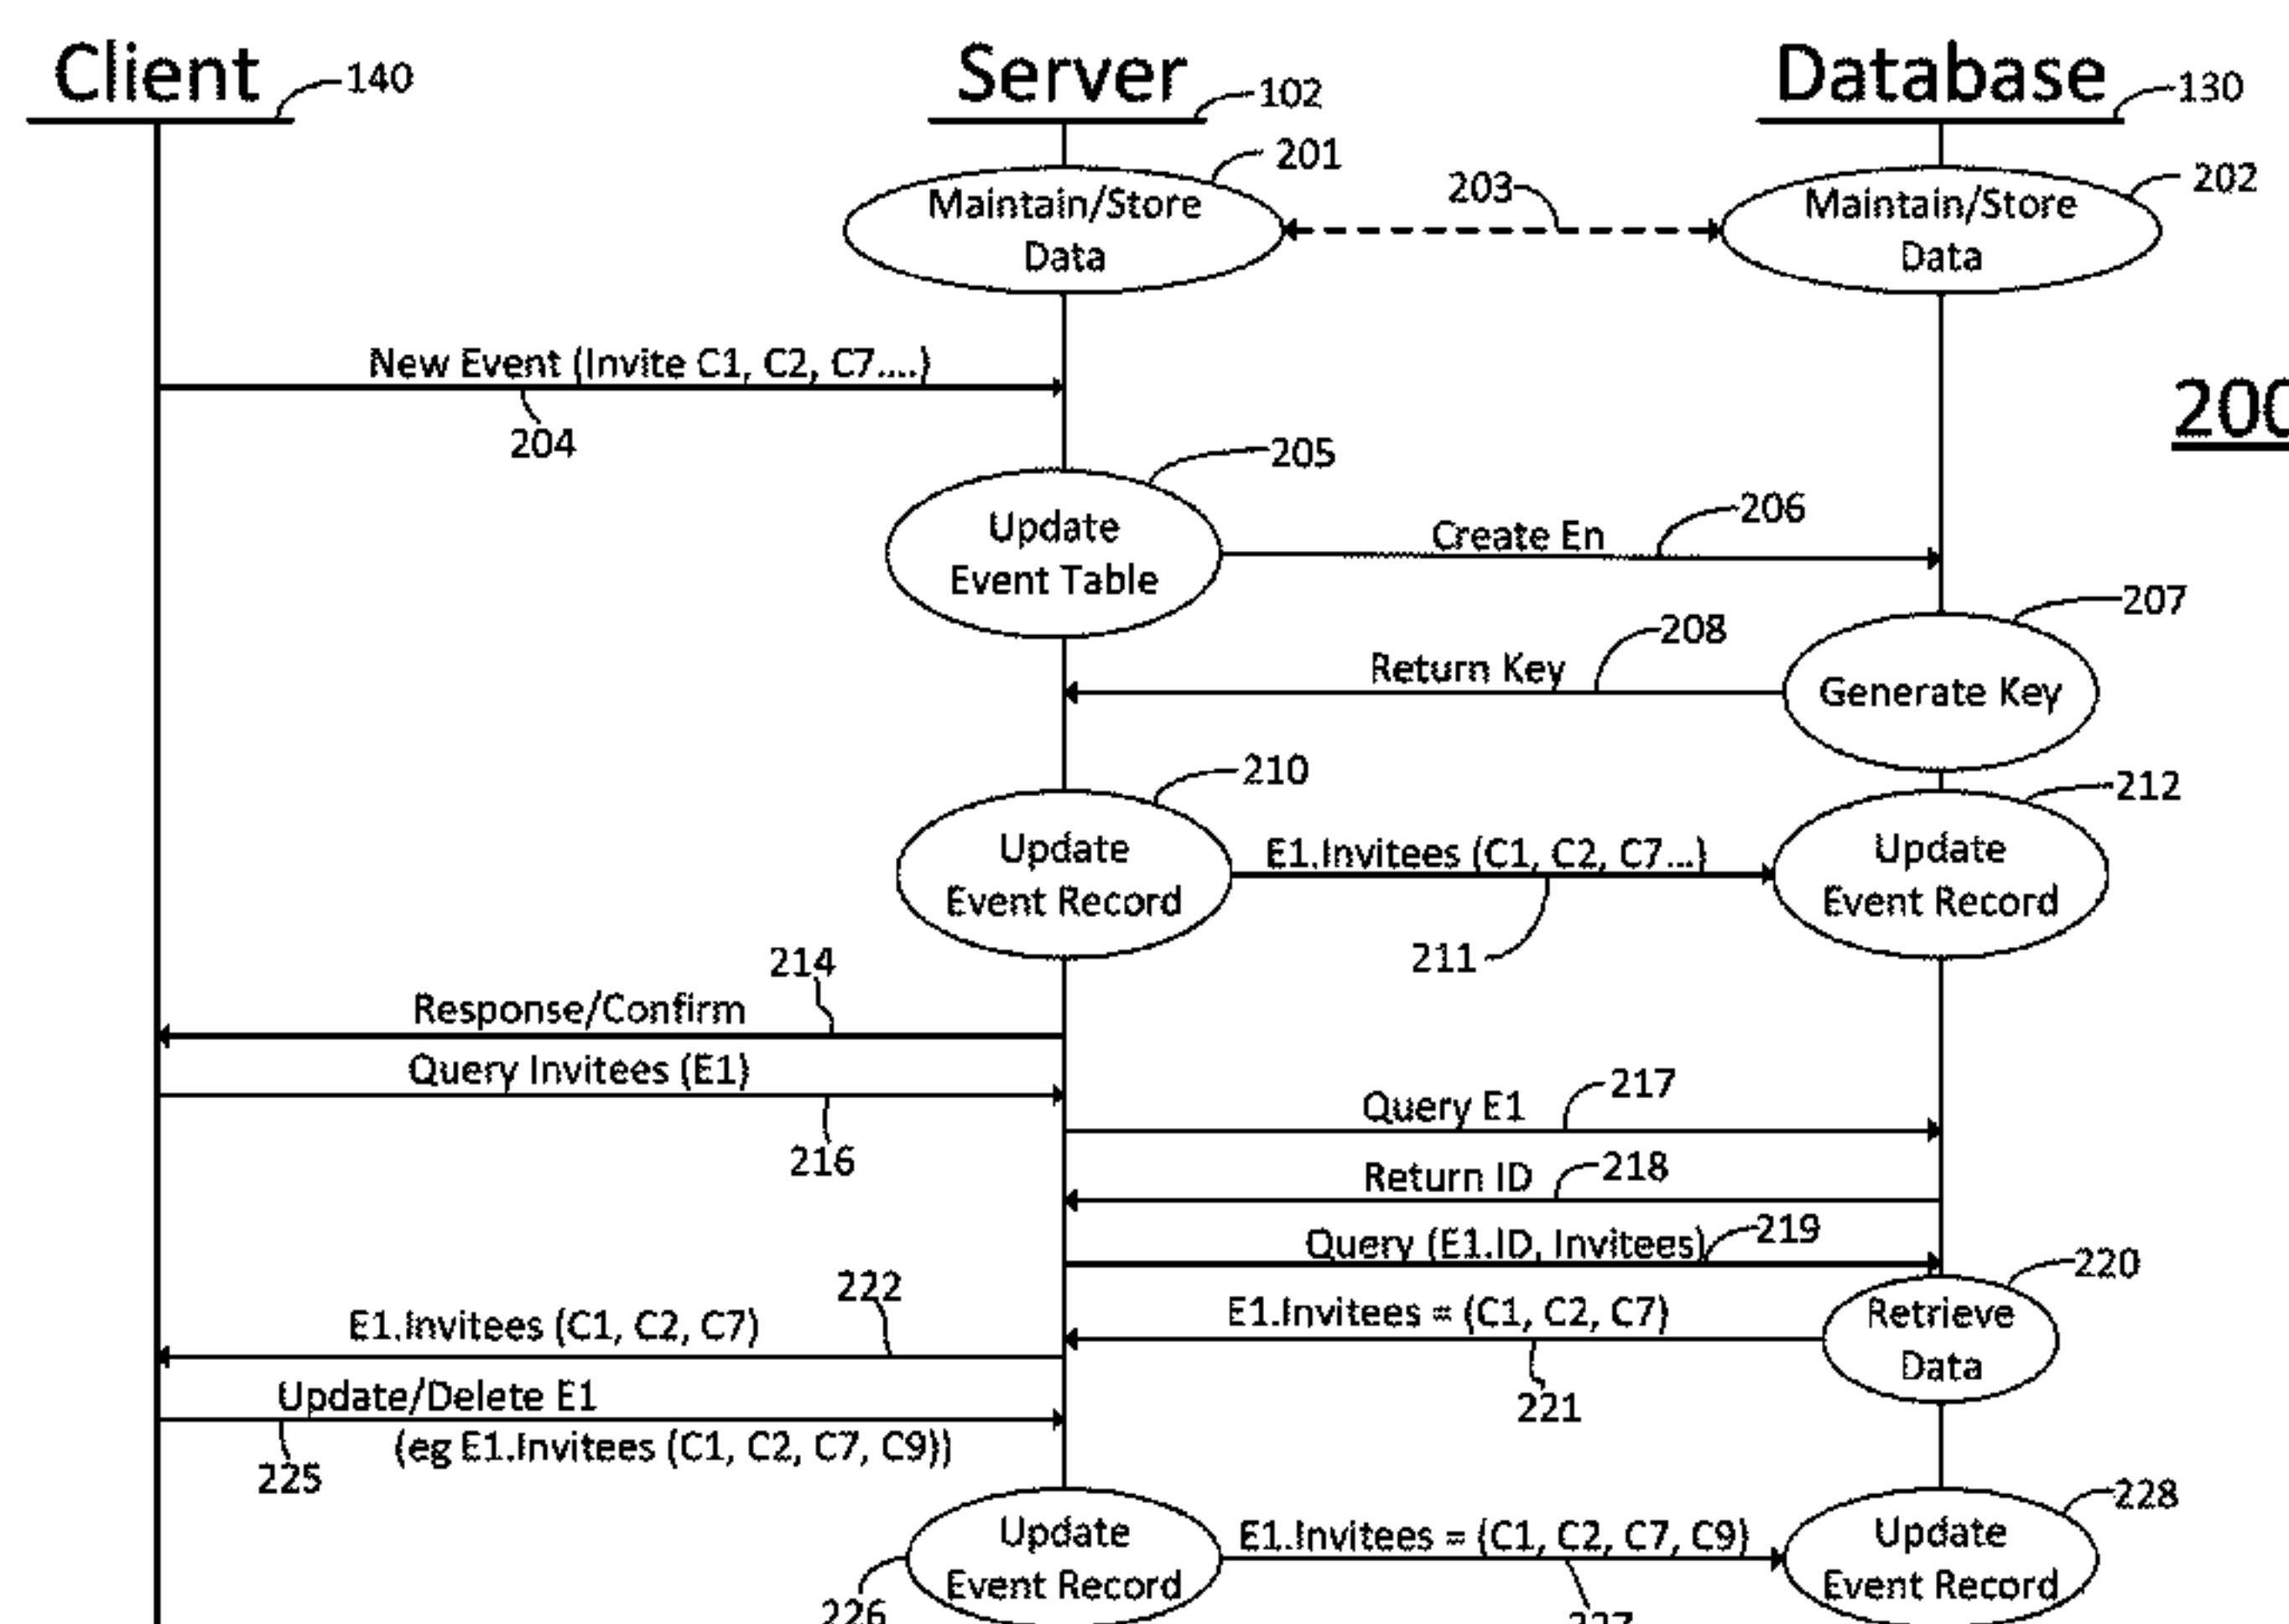 Client
140
Server
102
Database
130
201
Maintain/Store
Data
203
202
Maintain/Store
Data
New Event (Invite C1, C2, C7....)
204
200
205
Update
Event Table
Create En
206
207
Generate Key
Return Key
208
210
Update
Event Record
E1.Invitees (C1, C2, C7...)
211
212
Update
Event Record
214
Response/Confirm
Query Invitees (E1)
216
Query E1
217
Return ID
218
Query (E1.ID, Invitees)
219
220
Retrieve
Data
222
E1.Invitees (C1, C2, C7)
E1.Invitees = (C1, C2, C7)
221
Update/Delete E1
(eg E1.Invitees (C1, C2, C7, C9))
225
Update
Event Record
226
E1.Invitees = (C1, C2, C7, C9)
227
228
Update
Event Record